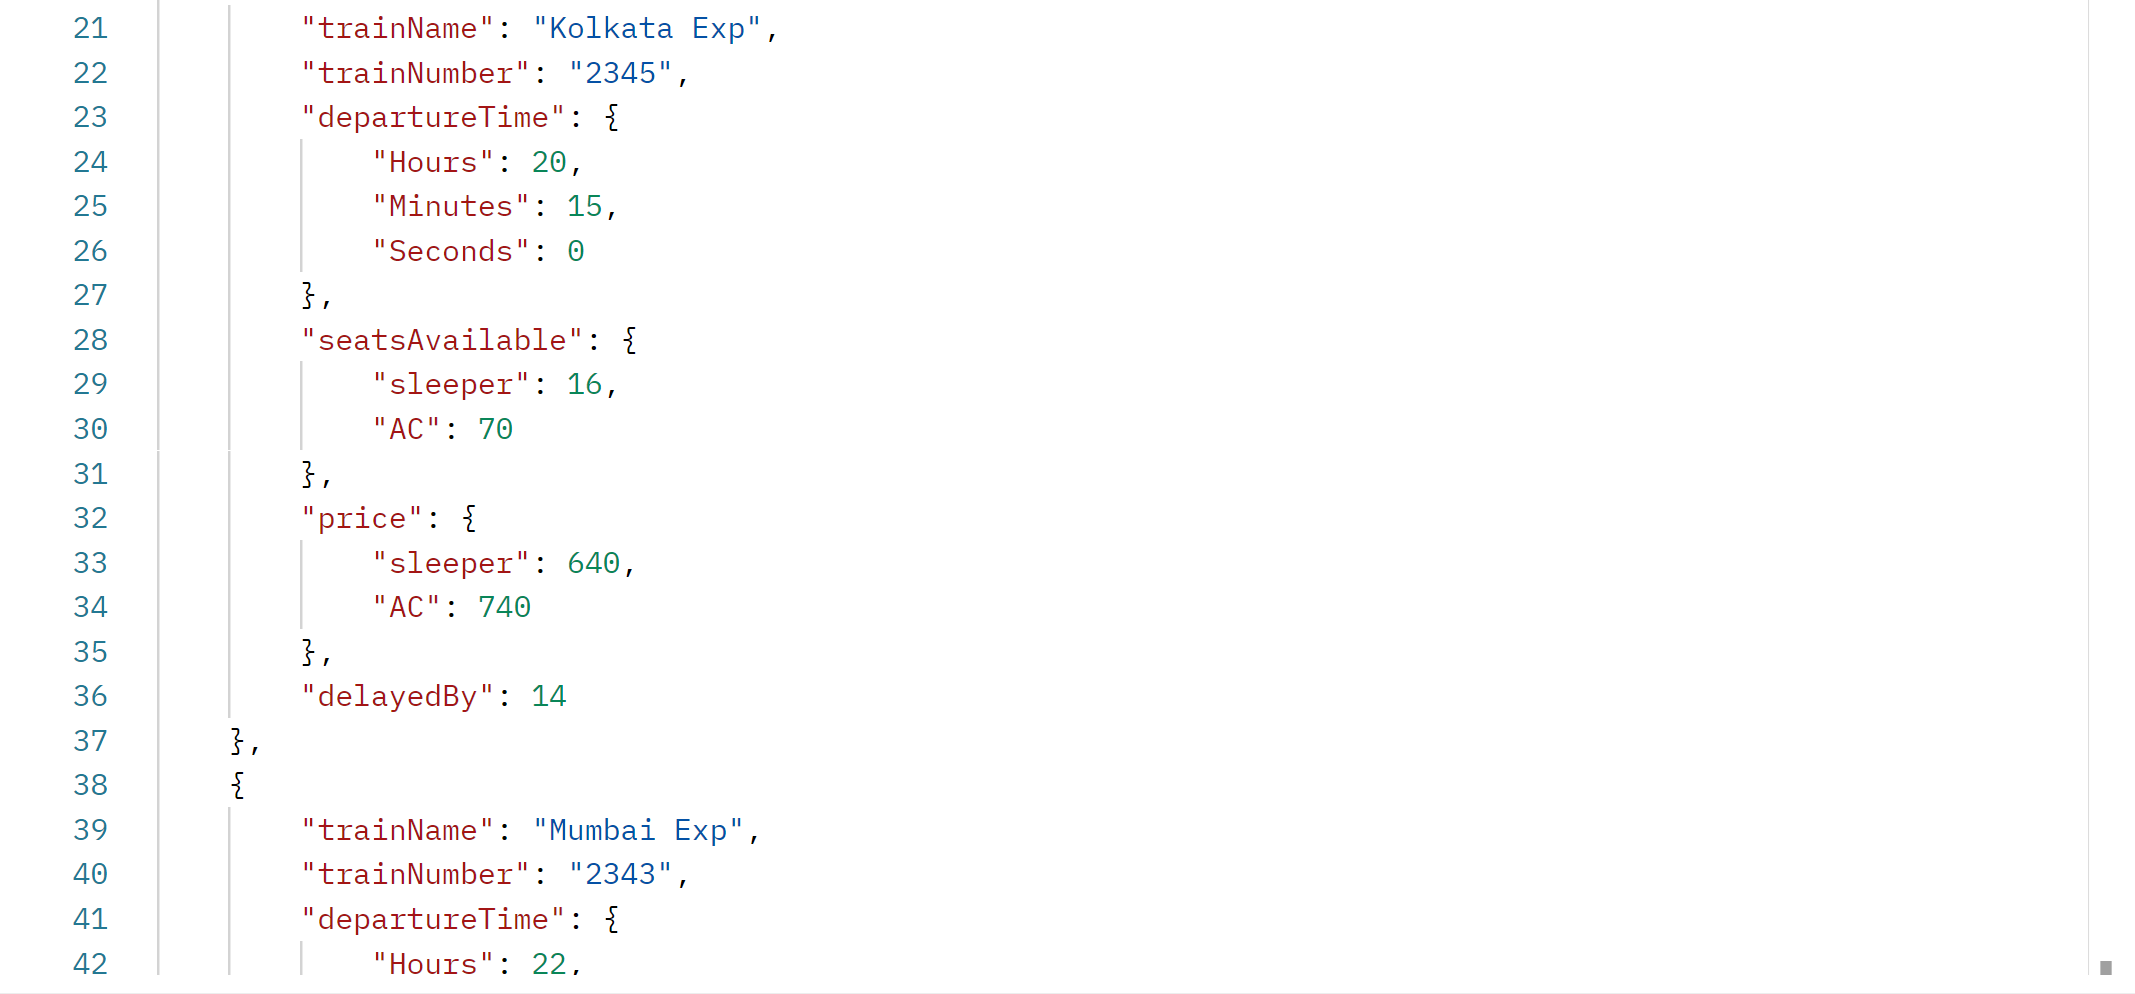 21 "trainName": "Kolkata Exp",
22 "trainNumber": "2345",
23 "departureTime": {
24 "Hours": 20,
25 "Minutes": 15,
26 "Seconds": 0
27 },
28 "seatsAvailable": {
29 "sleeper": 16,
30 "AC": 70
31 },
32 "price": {
33 "sleeper": 640,
34 "AC": 740
35 },
36 "delayedBy": 14
37 },
38 {
39 "trainName": "Mumbai Exp",
40 "trainNumber": "2343",
41 "departureTime": {
42 "Hours": 22,